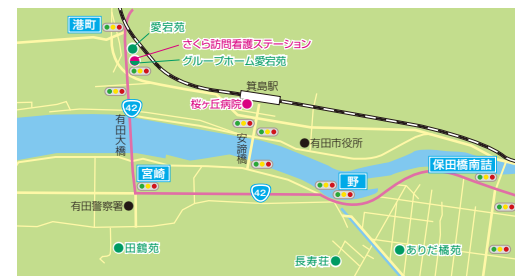 港町
愛宕苑
さくら訪問看護ステーション
グループホーム愛宕苑
箕島駅
桜ヶ丘病院
42
有田大橋
安諦橋
有田市役所
保田橋南詰
宮崎
野
42
有田警察署
田鶴苑
長寿荘
ありだ橘苑